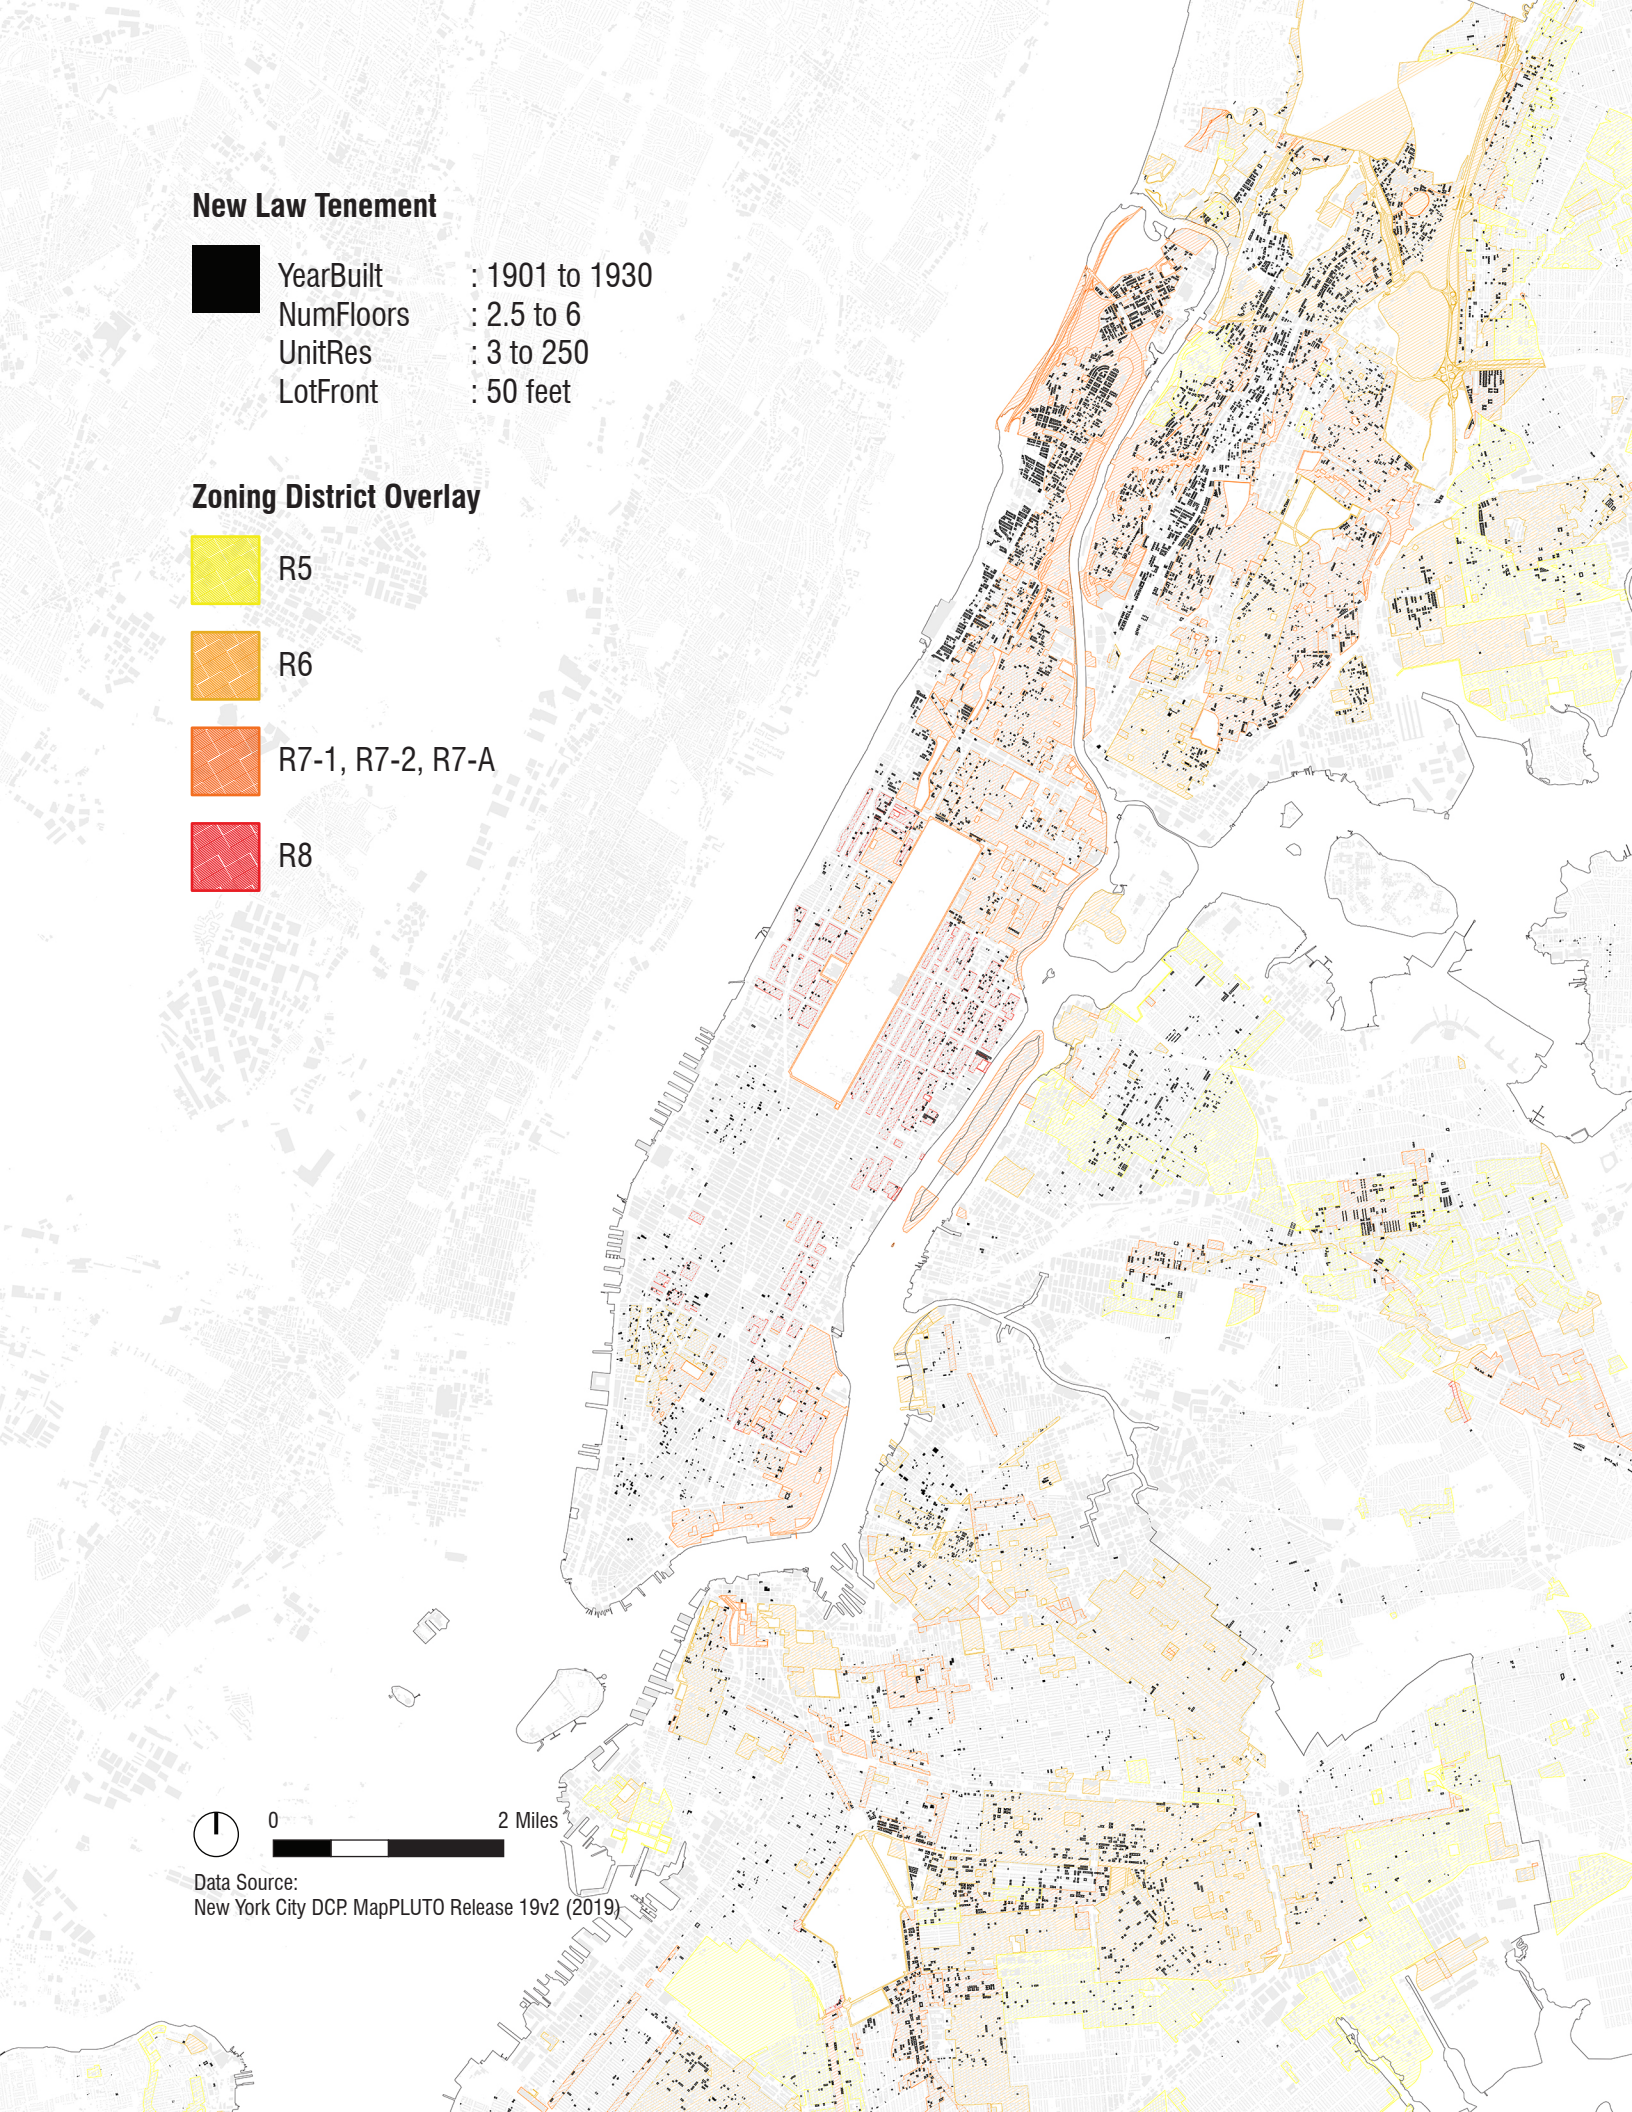 New Law Tenement
YearBuilt : 1901 to 1930
NumFloors : 2.5 to 6
UnitRes : 3 to 250
LotFront : 50 feet
Zoning District Overlay
R5
R6
R7-1, R7-2, R7-A
R8
0 2 Miles
Data Source:
New York City DCP. MapPLUTO Release 19v2 (2019)